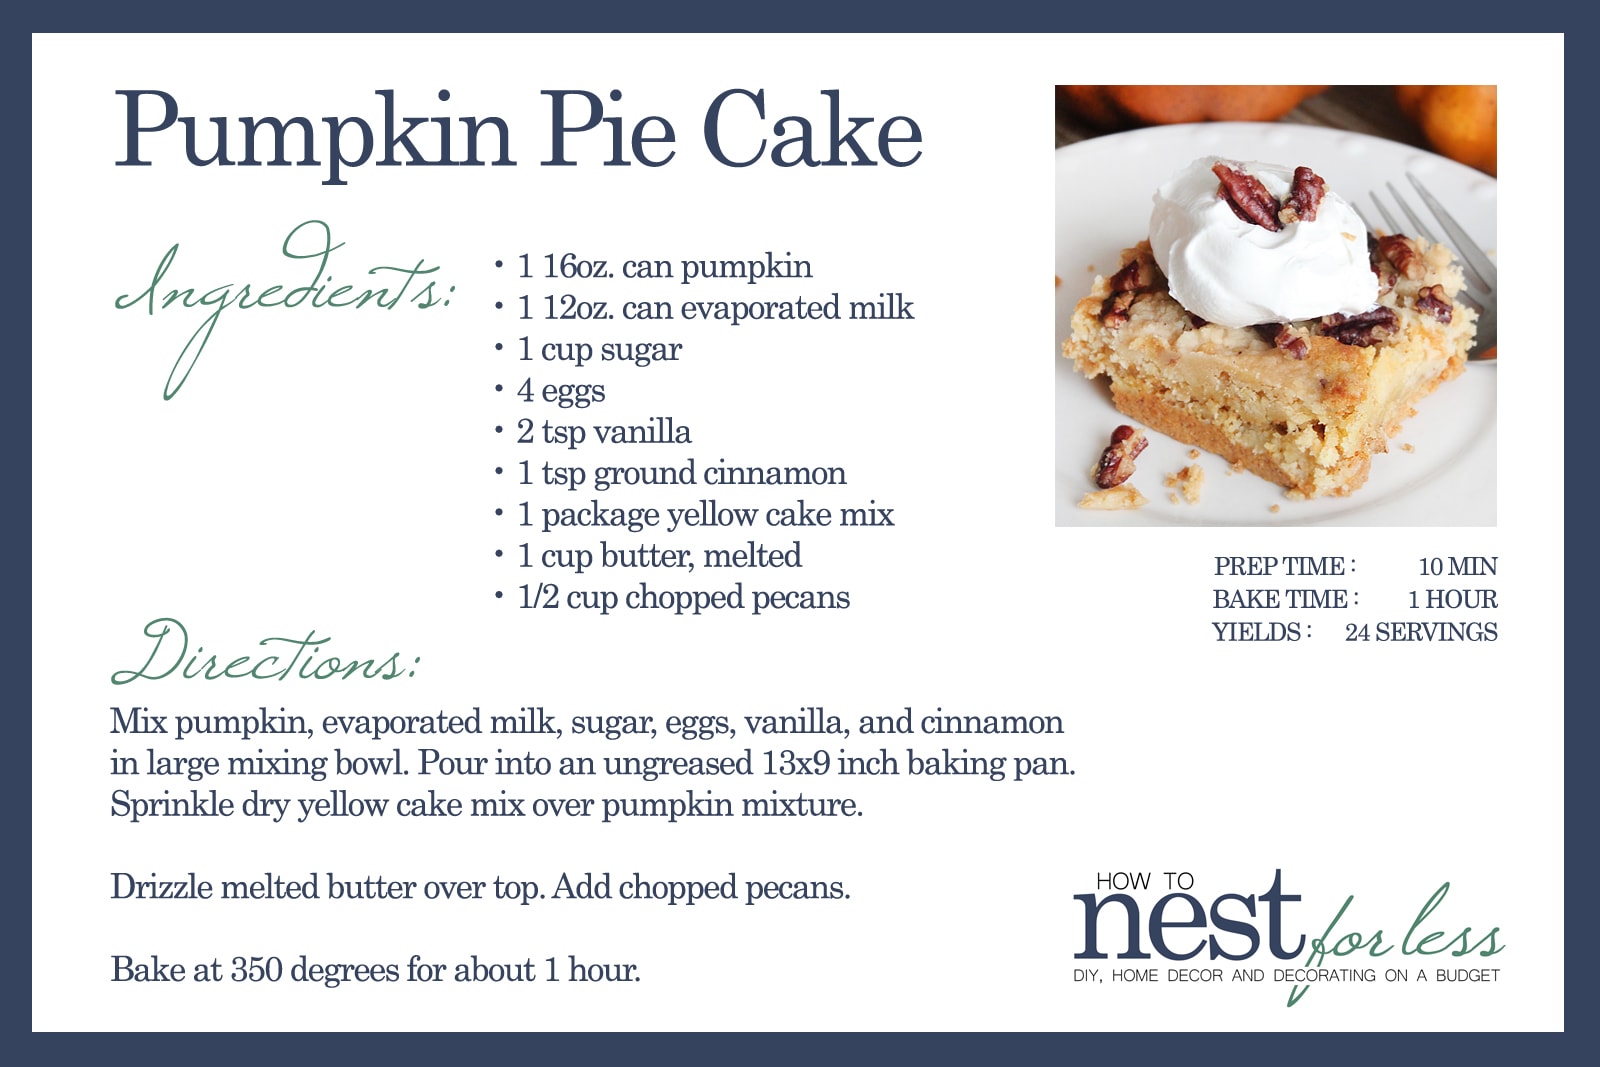 Pumpkin Pie Cake
Ingredients:
• 1 16oz. can pumpkin
• 1 12oz. can evaporated milk
• 1 cup sugar
• 4 eggs
• 2 tsp vanilla
• 1 tsp ground cinnamon
• 1 package yellow cake mix
• 1 cup butter, melted
• 1/2 cup chopped pecans
PREP TIME : 10 MIN
BAKE TIME : 1 HOUR
YIELDS : 24 SERVINGS
Directions:
Mix pumpkin, evaporated milk, sugar, eggs, vanilla, and cinnamon
in large mixing bowl. Pour into an ungreased 13x9 inch baking pan.
Sprinkle dry yellow cake mix over pumpkin mixture.
Drizzle melted butter over top. Add chopped pecans.
Bake at 350 degrees for about 1 hour.
HOW TO
nest for less
DIY, HOME DECOR AND DECORATING ON A BUDGET